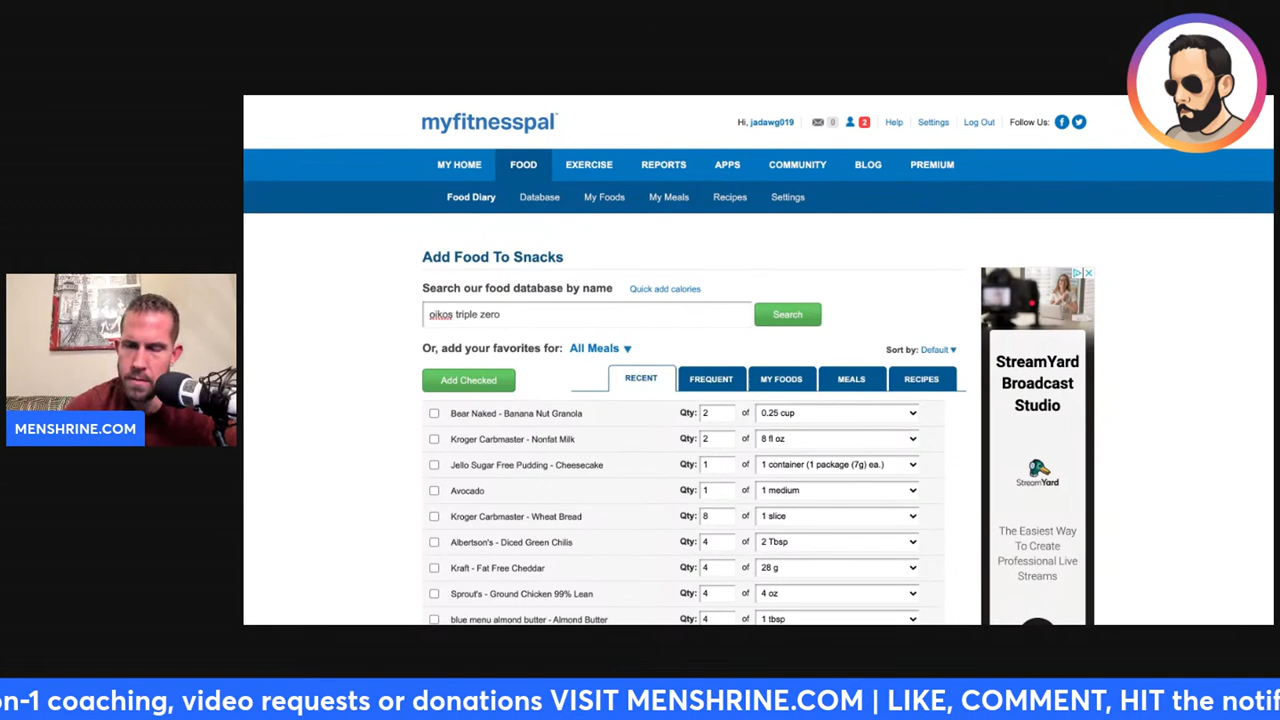 myfitnesspal
Hi, jadawg019 0 2 Help Settings Log Out Follow Us:
MY HOME FOOD EXERCISE REPORTS APPS COMMUNITY BLOG PREMIUM
Food Diary Database My Foods My Meals Recipes Settings
Add Food To Snacks
Search our food database by name Quick add calories
oikos triple zero Search
Or, add your favorites for: All Meals Sort by: Default
Add Checked RECENT FREQUENT MY FOODS MEALS RECIPES
Bear Naked - Banana Nut Granola Qty: 2 of 0.25 cup
Kroger Carbmaster - Nonfat Milk Qty: 2 of 8 fl oz
Jello Sugar Free Pudding - Cheesecake Qty: 1 of 1 container (1 package (7g) ea.)
Avocado Qty: 1 of 1 medium
Kroger Carbmaster - Wheat Bread Qty: 8 of 1 slice
Albertson's - Diced Green Chilis Qty: 4 of 2 Tbsp
Kraft - Fat Free Cheddar Qty: 4 of 28 g
Sprout's - Ground Chicken 99% Lean Qty: 4 of 4 oz
blue menu almond butter - Almond Butter Qty: 4 of 1 tbsp
StreamYard
Broadcast
Studio
StreamYard
The Easiest Way
To Create
Professional Live
Streams
MENSHRINE.COM
on-1 coaching, video requests or donations VISIT MENSHRINE.COM | LIKE, COMMENT, HIT the notif